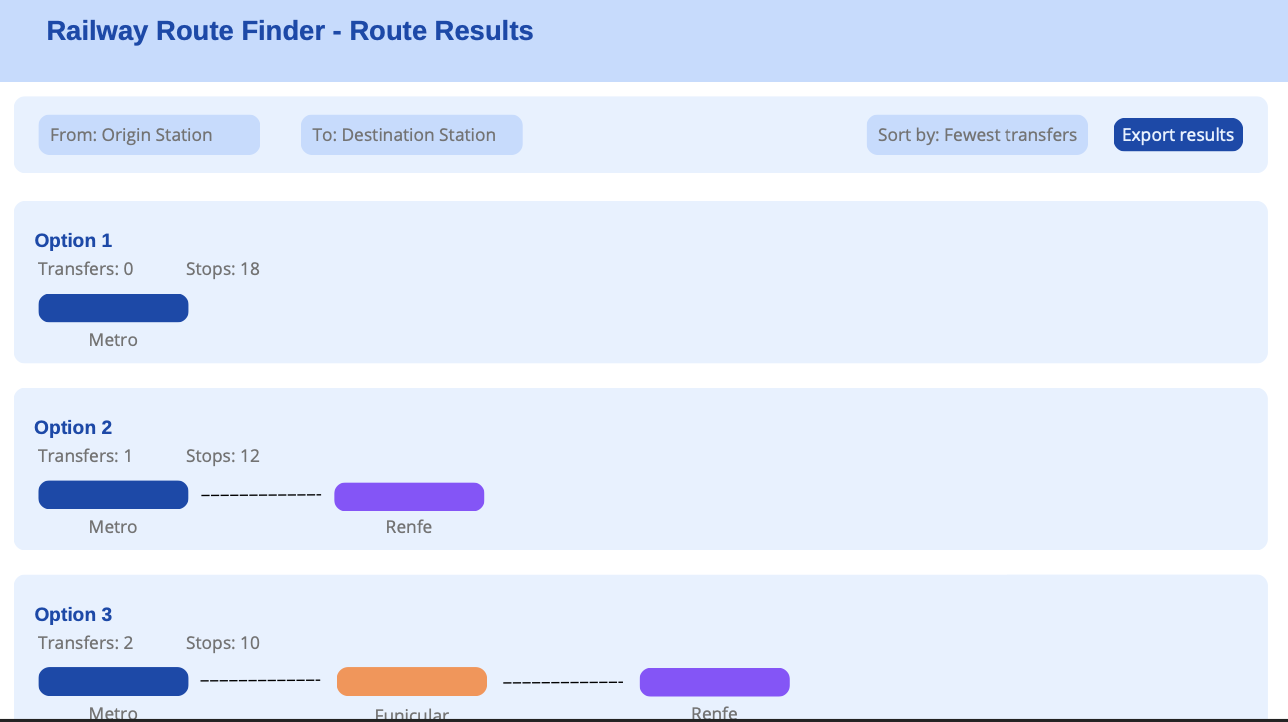 Railway Route Finder - Route Results
From: Origin Station
To: Destination Station
Sort by: Fewest transfers
Export results
Option 1
Transfers: 0
Stops: 18
Metro
Option 2
Transfers: 1
Stops: 12
Metro
Renfe
Option 3
Transfers: 2
Stops: 10
Metro
Funicular
Renfe